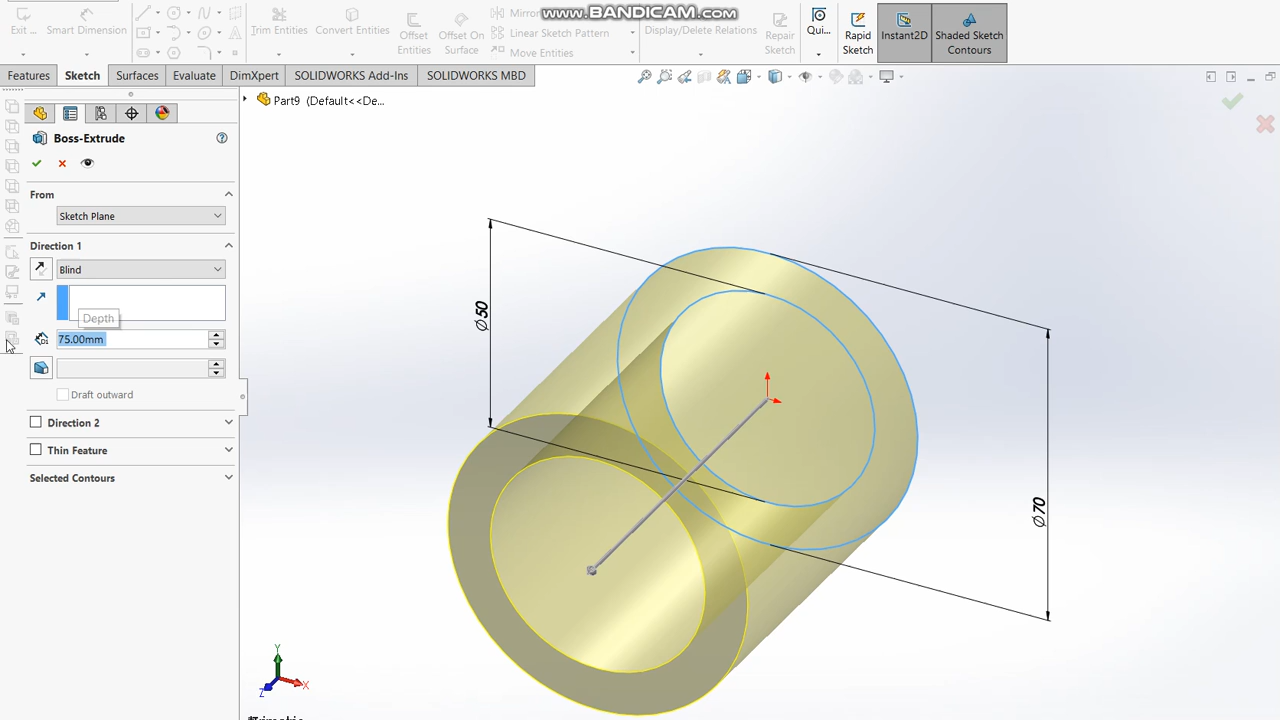 www.BANDICAM.com
Exit ...
Smart Dimension
Trim Entities
Convert Entities
Offset Entities
Offset On Surface
Mirror
Linear Sketch Pattern
Move Entities
Display/Delete Relations
Repair Sketch
Qui...
Rapid Sketch
Instant2D
Shaded Sketch Contours
Features
Sketch
Surfaces
Evaluate
DimXpert
SOLIDWORKS Add-Ins
SOLIDWORKS MBD
Part9 (Default<<De...
Boss-Extrude
From
Sketch Plane
Direction 1
Blind
Depth
75.00mm
Draft outward
Direction 2
Thin Feature
Selected Contours
Ø50
Ø70
Y
X
Z